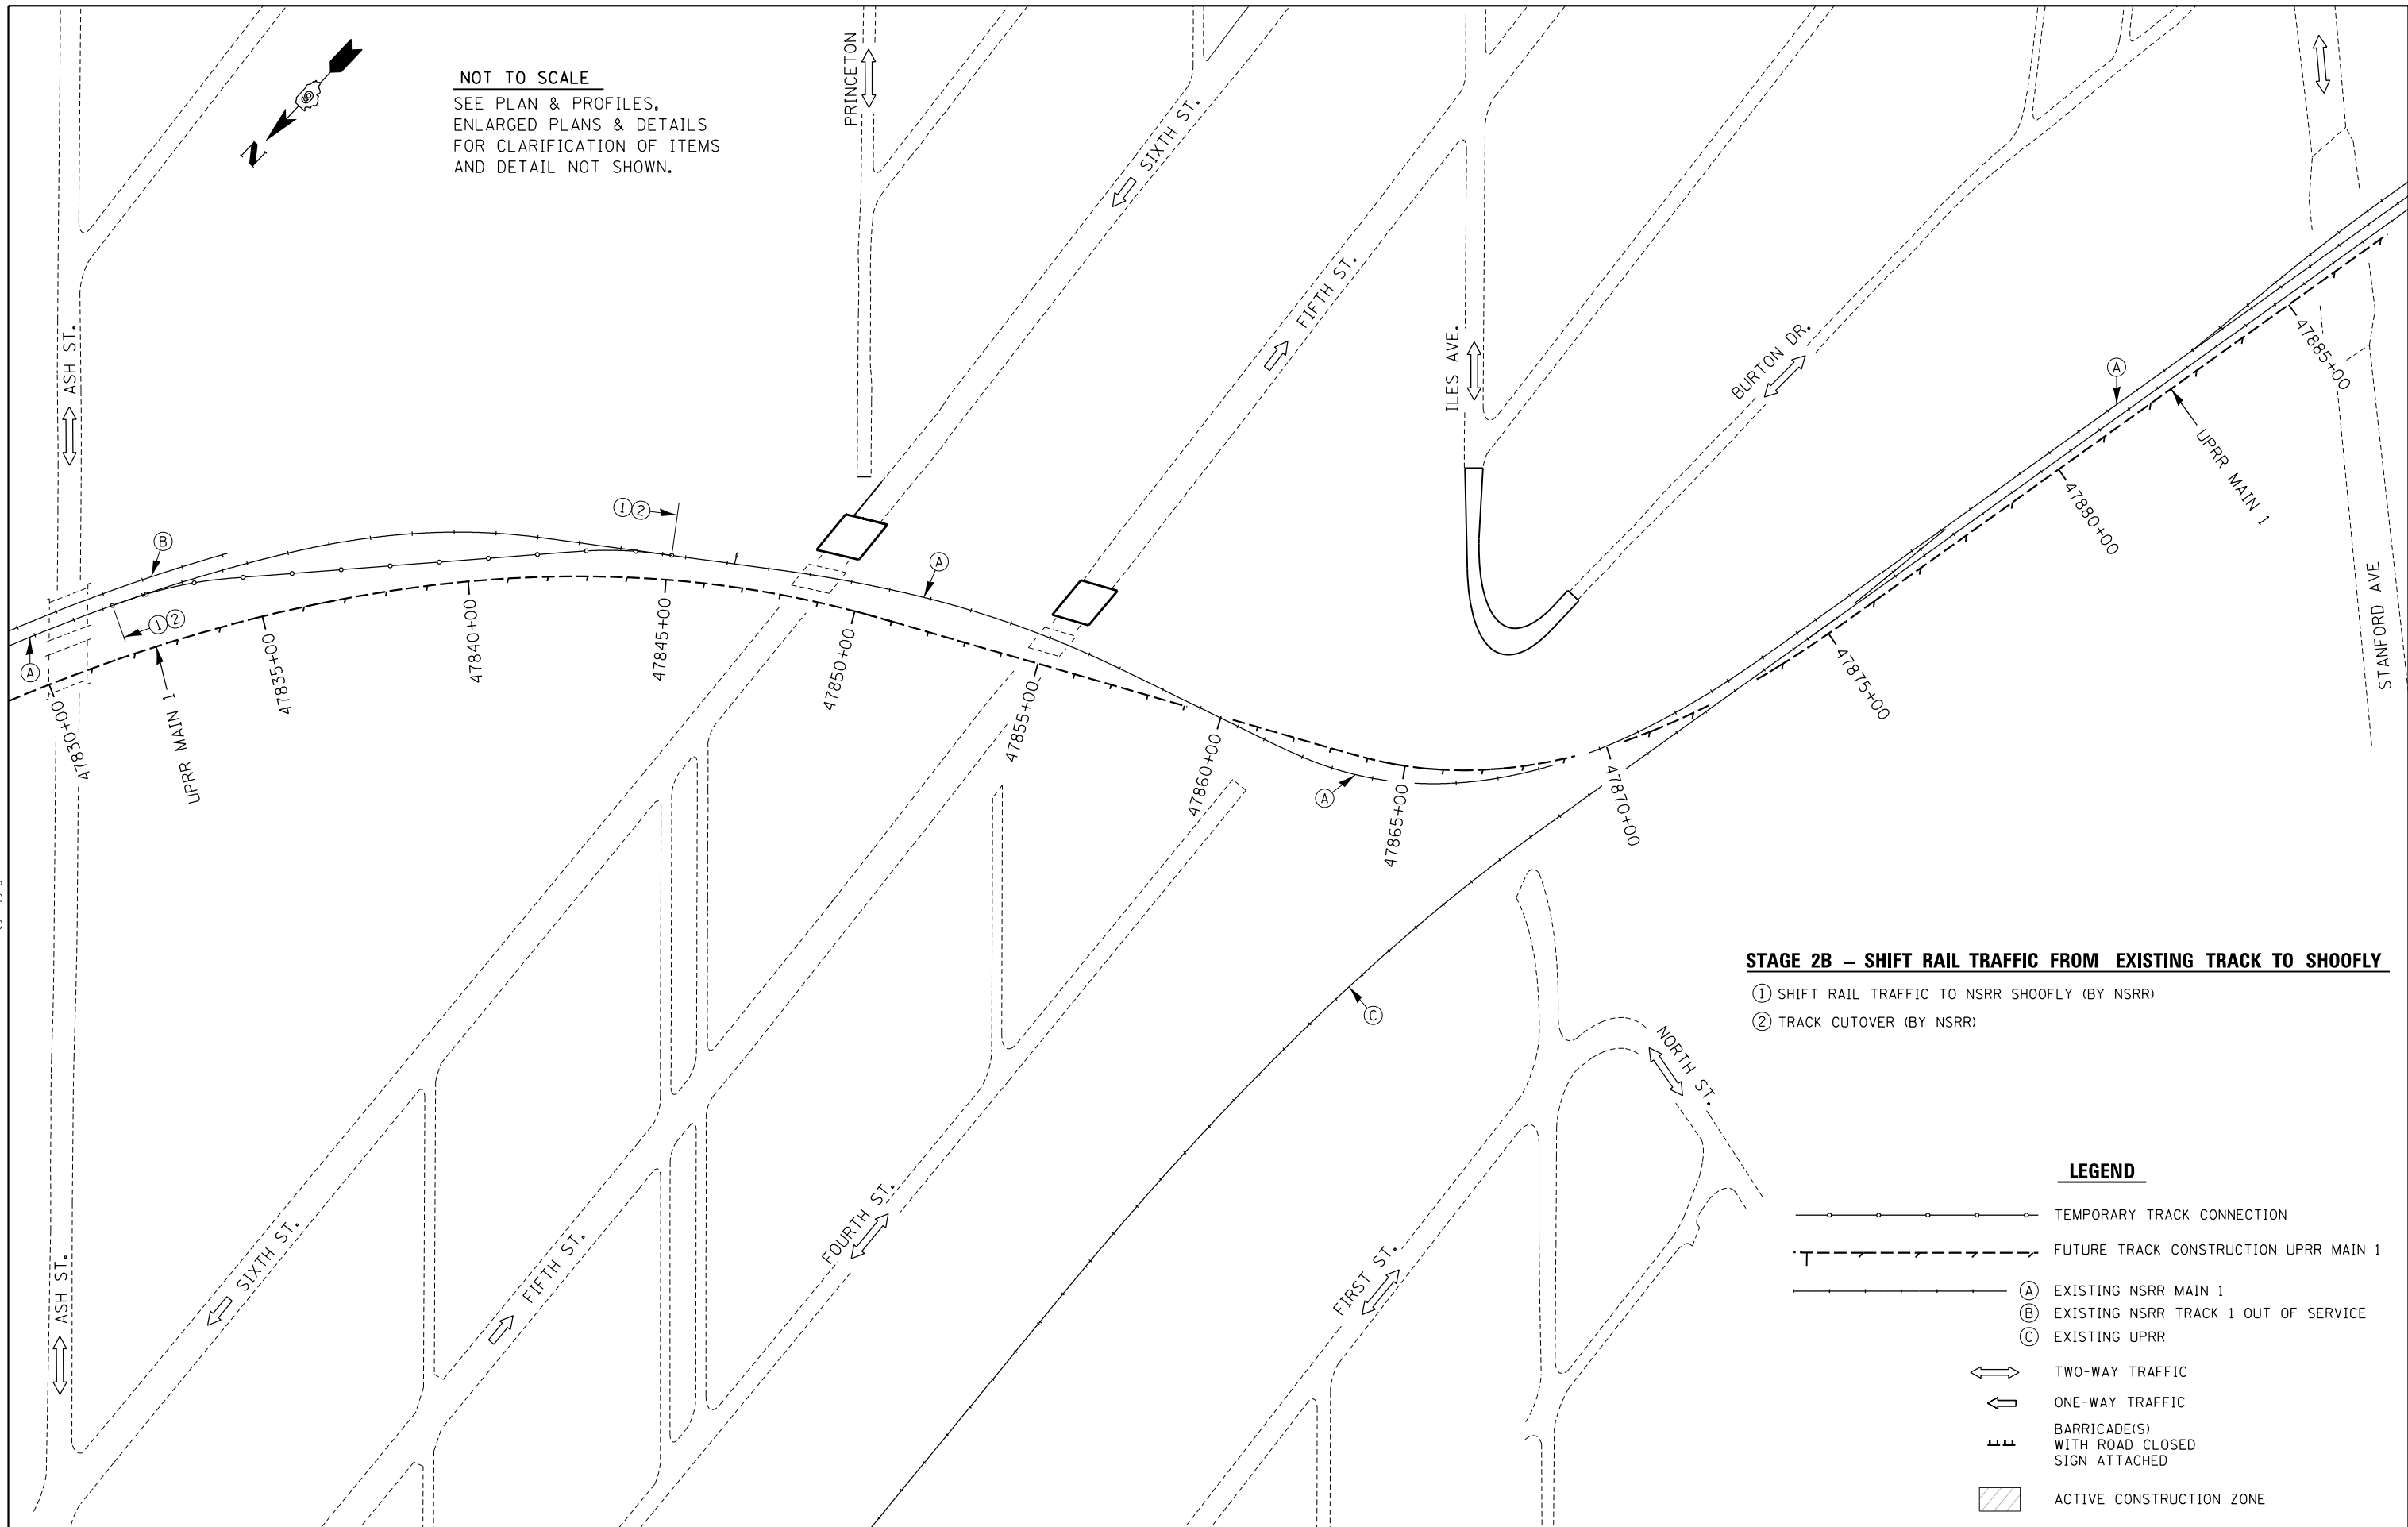 NOT TO SCALE
SEE PLAN & PROFILES,
ENLARGED PLANS & DETAILS
FOR CLARIFICATION OF ITEMS
AND DETAIL NOT SHOWN.
N
PRINCETON
SIXTH ST.
FIFTH ST.
ASH ST.
ILES AVE.
BURTON DR.
STANFORD AVE
A
47885+00
UPRR MAIN 1
47880+00
47875+00
1 2
B
A
1 2
A
47830+00
UPRR MAIN 1
47835+00
47840+00
47845+00
47850+00
47855+00
47860+00
A
47865+00
47870+00
C
STAGE 2B – SHIFT RAIL TRAFFIC FROM EXISTING TRACK TO SHOOFLY
1 SHIFT RAIL TRAFFIC TO NSRR SHOOFLY (BY NSRR)
2 TRACK CUTOVER (BY NSRR)
NORTH ST.
ASH ST.
SIXTH ST.
FIFTH ST.
FOURTH ST.
FIRST ST.
LEGEND
TEMPORARY TRACK CONNECTION
FUTURE TRACK CONSTRUCTION UPRR MAIN 1
A EXISTING NSRR MAIN 1
B EXISTING NSRR TRACK 1 OUT OF SERVICE
C EXISTING UPRR
TWO-WAY TRAFFIC
ONE-WAY TRAFFIC
BARRICADE(S)
WITH ROAD CLOSED
SIGN ATTACHED
ACTIVE CONSTRUCTION ZONE